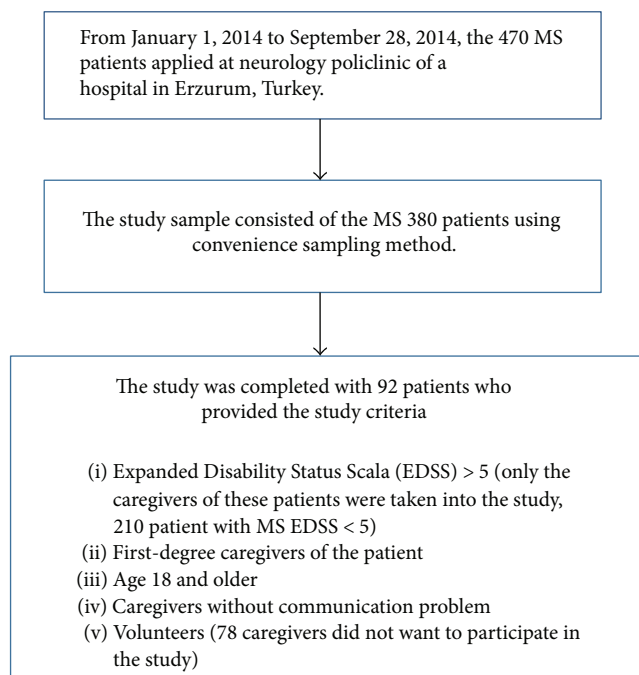 From January 1, 2014 to September 28, 2014, the 470 MS
patients applied at neurology policlinic of a
hospital in Erzurum, Turkey.
The study sample consisted of the MS 380 patients using
convenience sampling method.
The study was completed with 92 patients who
provided the study criteria
(i) Expanded Disability Status Scala (EDSS) > 5 (only the
caregivers of these patients were taken into the study,
210 patient with MS EDSS < 5)
(ii) First-degree caregivers of the patient
(iii) Age 18 and older
(iv) Caregivers without communication problem
(v) Volunteers (78 caregivers did not want to participate in
the study)